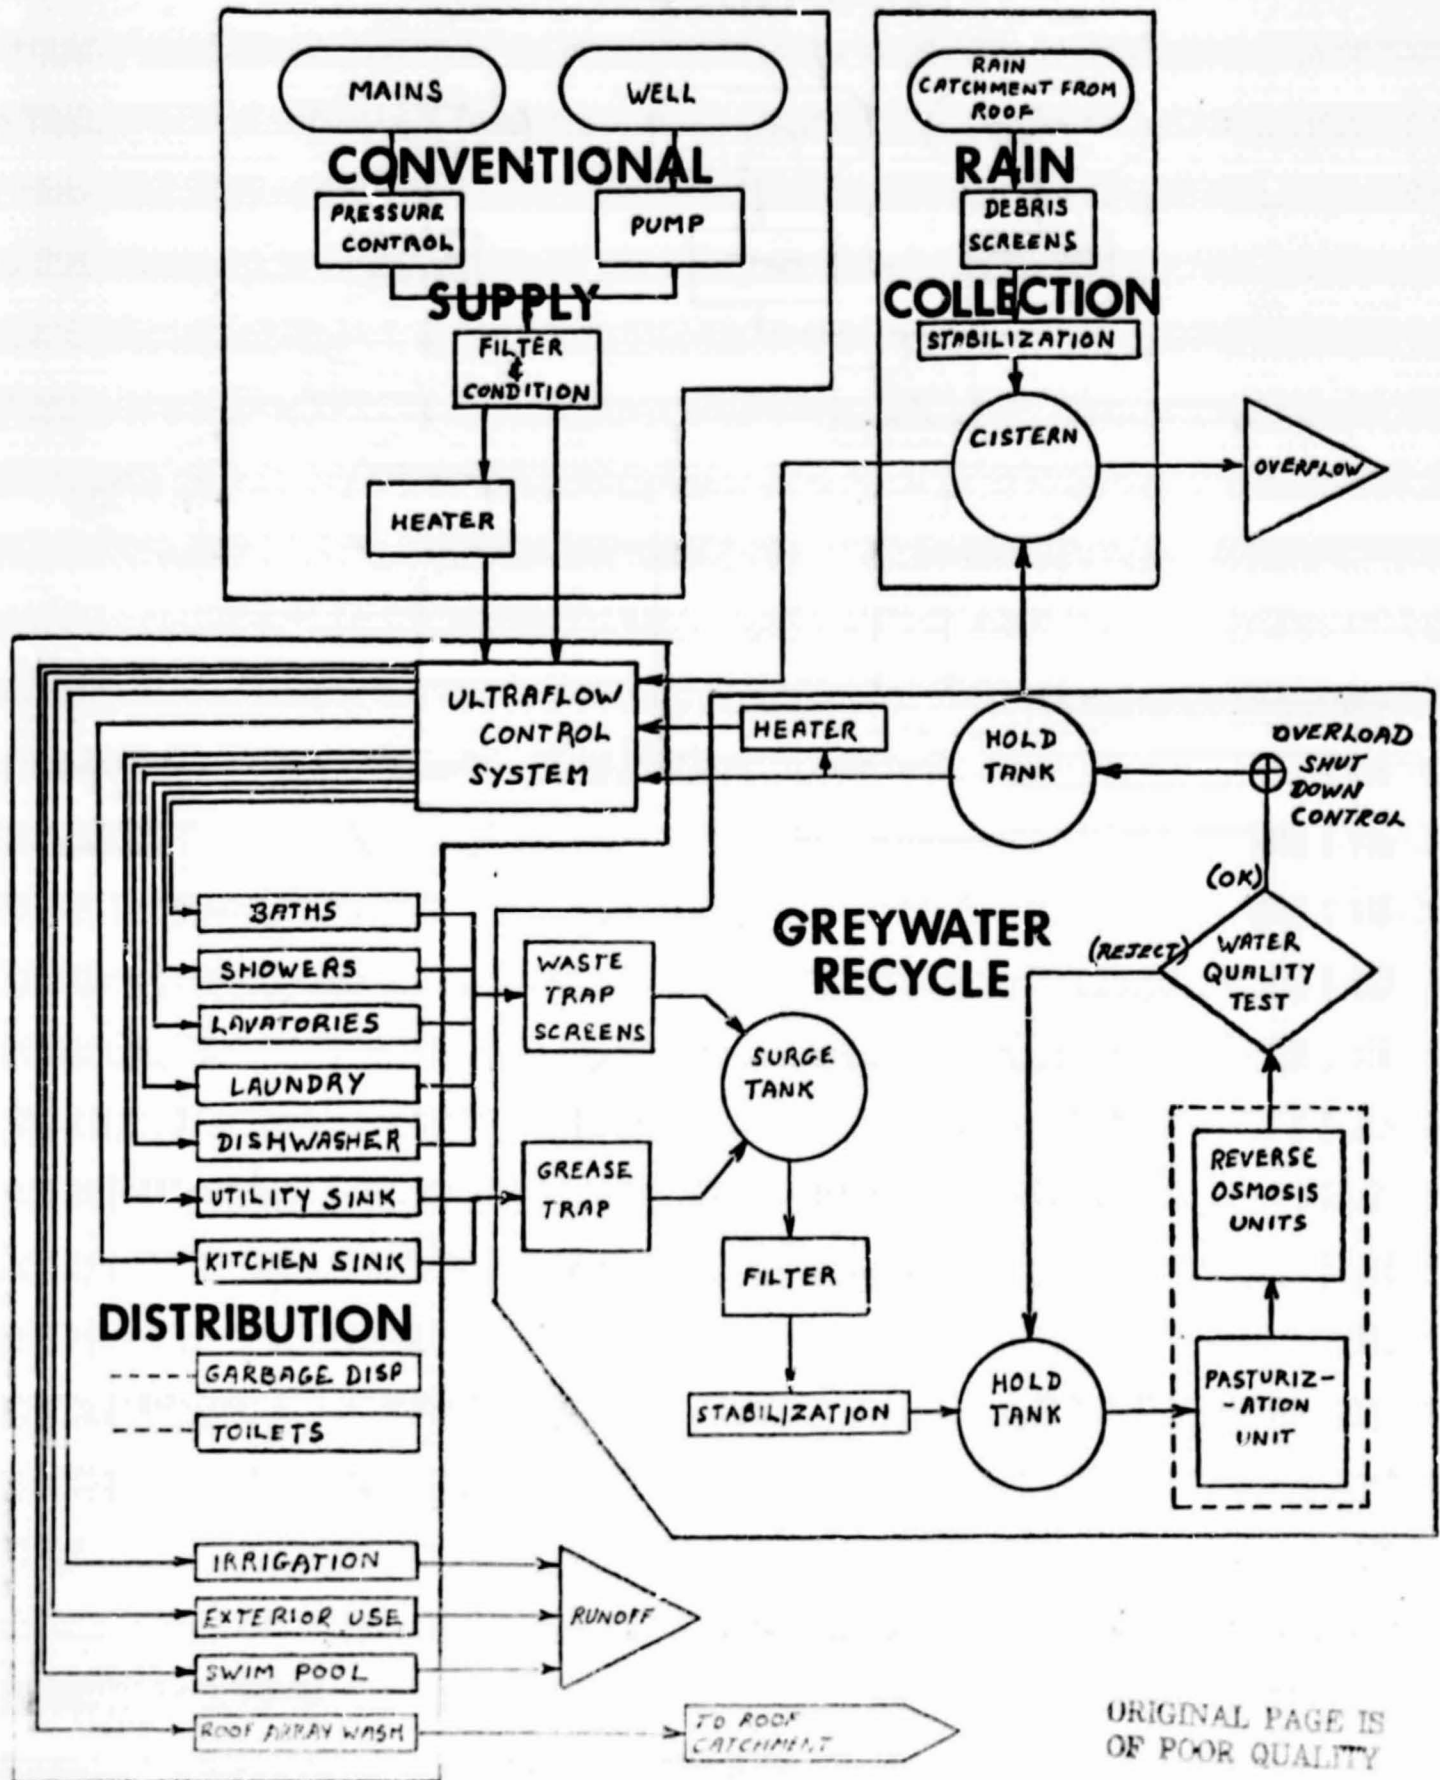 MAINS
WELL
CONVENTIONAL
PRESSURE
CONTROL
PUMP
SUPPLY
FILTER
&
CONDITION
HEATER
RAIN
CATCHMENT FROM
ROOF
RAIN
DEBRIS
SCREENS
COLLECTION
STABILIZATION
CISTERN
OVERFLOW
ULTRAFLOW
CONTROL
SYSTEM
HEATER
HOLD
TANK
OVERLOAD
SHUT
DOWN
CONTROL
(OK)
WATER
QUALITY
TEST
(REJECT)
GREYWATER
RECYCLE
BATHS
SHOWERS
LAVATORIES
LAUNDRY
DISHWASHER
UTILITY SINK
KITCHEN SINK
WASTE
TRAP
SCREENS
GREASE
TRAP
SURGE
TANK
FILTER
STABILIZATION
HOLD
TANK
REVERSE
OSMOSIS
UNITS
PASTURIZ-
-ATION
UNIT
DISTRIBUTION
GARBAGE DISP
TOILETS
IRRIGATION
EXTERIOR USE
SWIM POOL
ROOF ARRAY WASH
RUNOFF
TO ROOF
CATCHMENT
ORIGINAL PAGE IS
OF POOR QUALITY